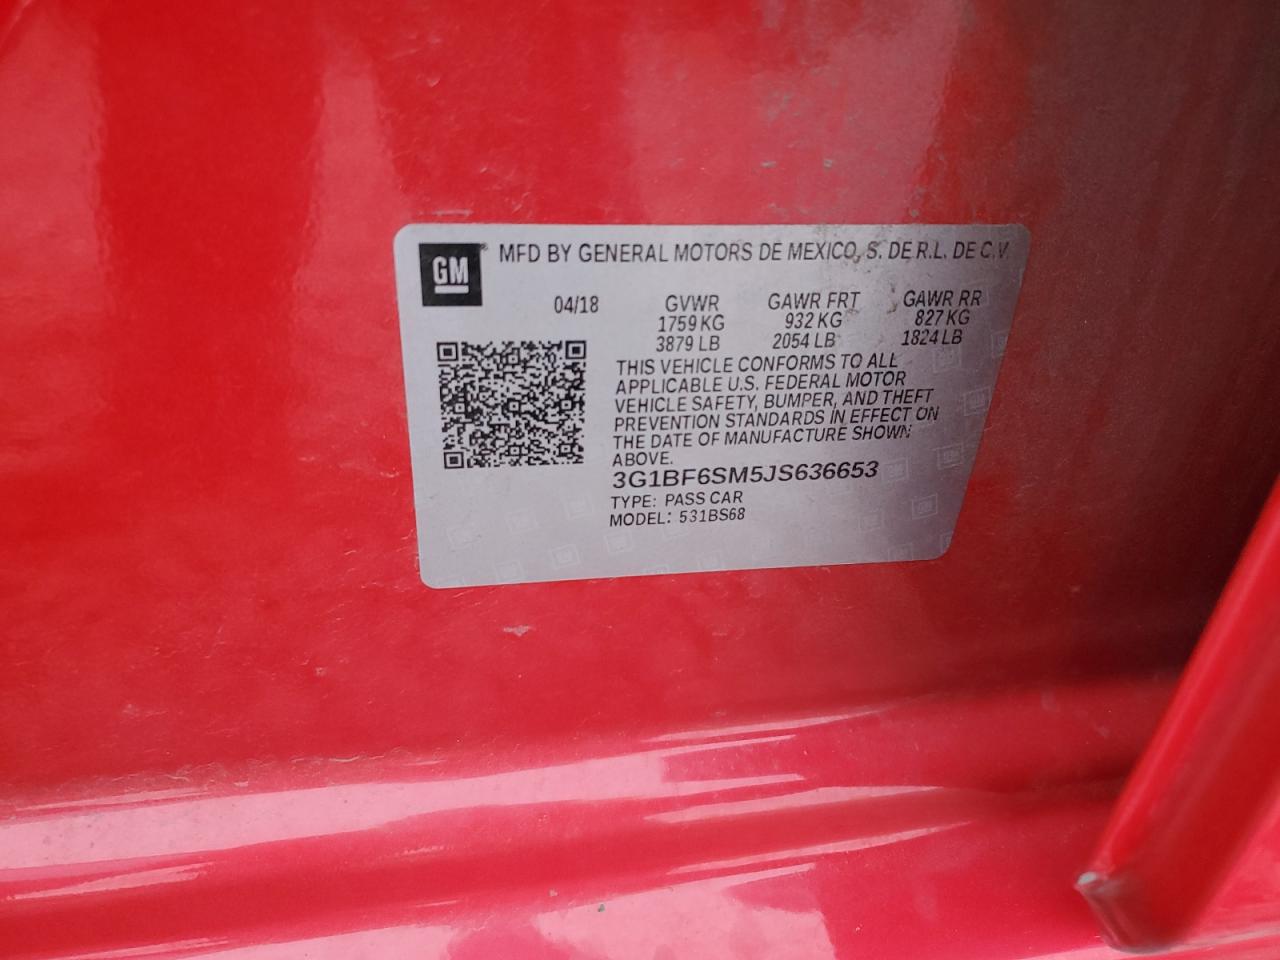 GM
MFD BY GENERAL MOTORS DE MEXICO, S. DE R.L. DE C.V.
04/18 GVWR GAWR FRT GAWR RR
1759 KG 932 KG 827 KG
3879 LB 2054 LB 1824 LB
THIS VEHICLE CONFORMS TO ALL
APPLICABLE U.S. FEDERAL MOTOR
VEHICLE SAFETY, BUMPER, AND THEFT
PREVENTION STANDARDS IN EFFECT ON
THE DATE OF MANUFACTURE SHOWN
ABOVE.
3G1BF6SM5JS636653
TYPE: PASS CAR
MODEL: 531BS68